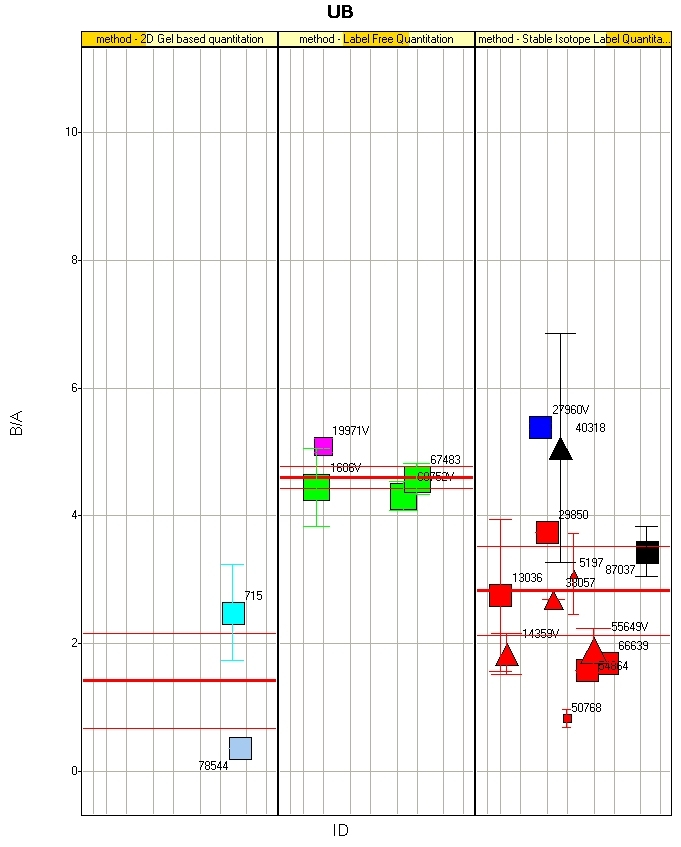 UB
method - 2D Gel based quantitation
method - Label Free Quantitation
method - Stable Isotope Label Quantita...
10
8
6
4
2
0
B/A
27960V
40318
19971V
67483
1606V
60752V
29850
5197
87037
13036
38057
715
14359V
55649V
66639
54864
50768
78544
ID